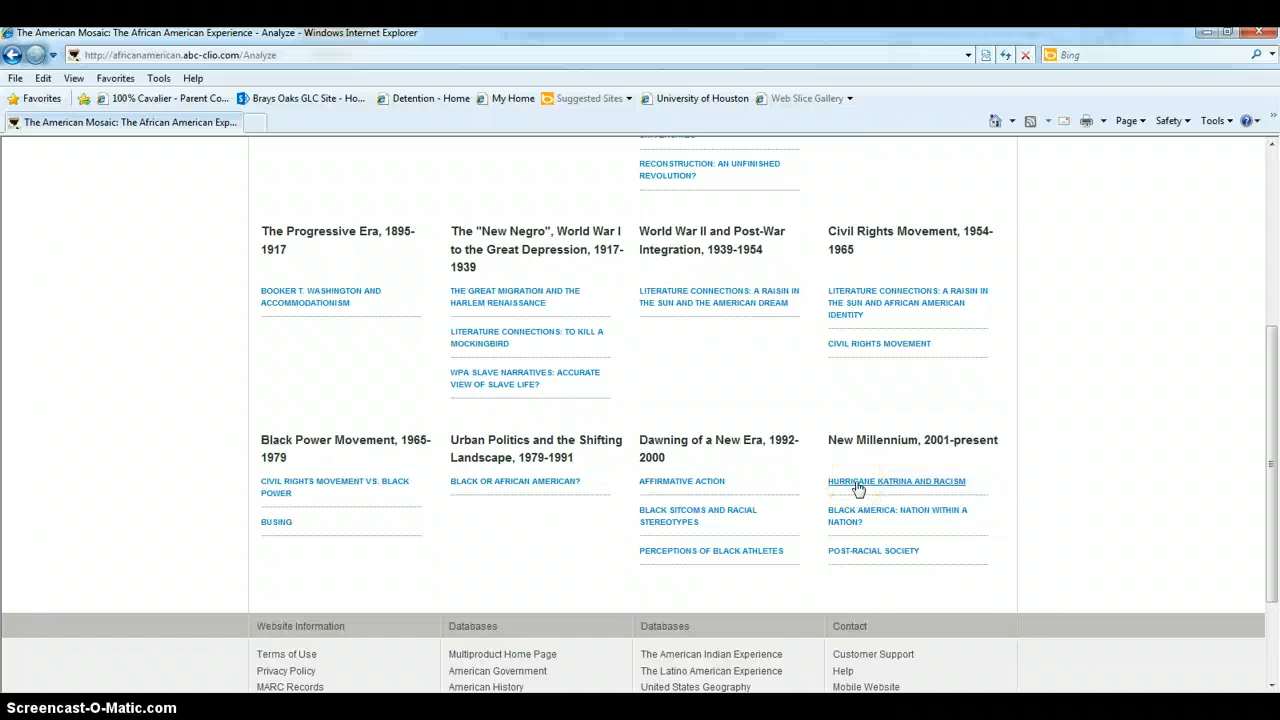 The American Mosaic: The African American Experience - Analyze - Windows Internet Explorer
http://africanamerican.abc-clio.com/Analyze
Bing
File Edit View Favorites Tools Help
Favorites 100% Cavalier - Parent Co... Brays Oaks GLC Site - Ho... Detention - Home My Home Suggested Sites University of Houston Web Slice Gallery
The American Mosaic: The African American Exp... Page Safety Tools
RECONSTRUCTION: AN UNFINISHED
REVOLUTION?
The Progressive Era, 1895-
1917
BOOKER T. WASHINGTON AND
ACCOMMODATIONISM
The "New Negro", World War I
to the Great Depression, 1917-
1939
THE GREAT MIGRATION AND THE
HARLEM RENAISSANCE
LITERATURE CONNECTIONS: TO KILL A
MOCKINGBIRD
WPA SLAVE NARRATIVES: ACCURATE
VIEW OF SLAVE LIFE?
World War II and Post-War
Integration, 1939-1954
LITERATURE CONNECTIONS: A RAISIN IN
THE SUN AND THE AMERICAN DREAM
Civil Rights Movement, 1954-
1965
LITERATURE CONNECTIONS: A RAISIN IN
THE SUN AND AFRICAN AMERICAN
IDENTITY
CIVIL RIGHTS MOVEMENT
Black Power Movement, 1965-
1979
CIVIL RIGHTS MOVEMENT VS. BLACK
POWER
BUSING
Urban Politics and the Shifting
Landscape, 1979-1991
BLACK OR AFRICAN AMERICAN?
Dawning of a New Era, 1992-
2000
AFFIRMATIVE ACTION
BLACK SITCOMS AND RACIAL
STEREOTYPES
PERCEPTIONS OF BLACK ATHLETES
New Millennium, 2001-present
HURRICANE KATRINA AND RACISM
BLACK AMERICA: NATION WITHIN A
NATION?
POST-RACIAL SOCIETY
Website Information
Terms of Use
Privacy Policy
MARC Records
Databases
Multiproduct Home Page
American Government
American History
Databases
The American Indian Experience
The Latino American Experience
United States Geography
Contact
Customer Support
Help
Mobile Website
Screencast-O-Matic.com